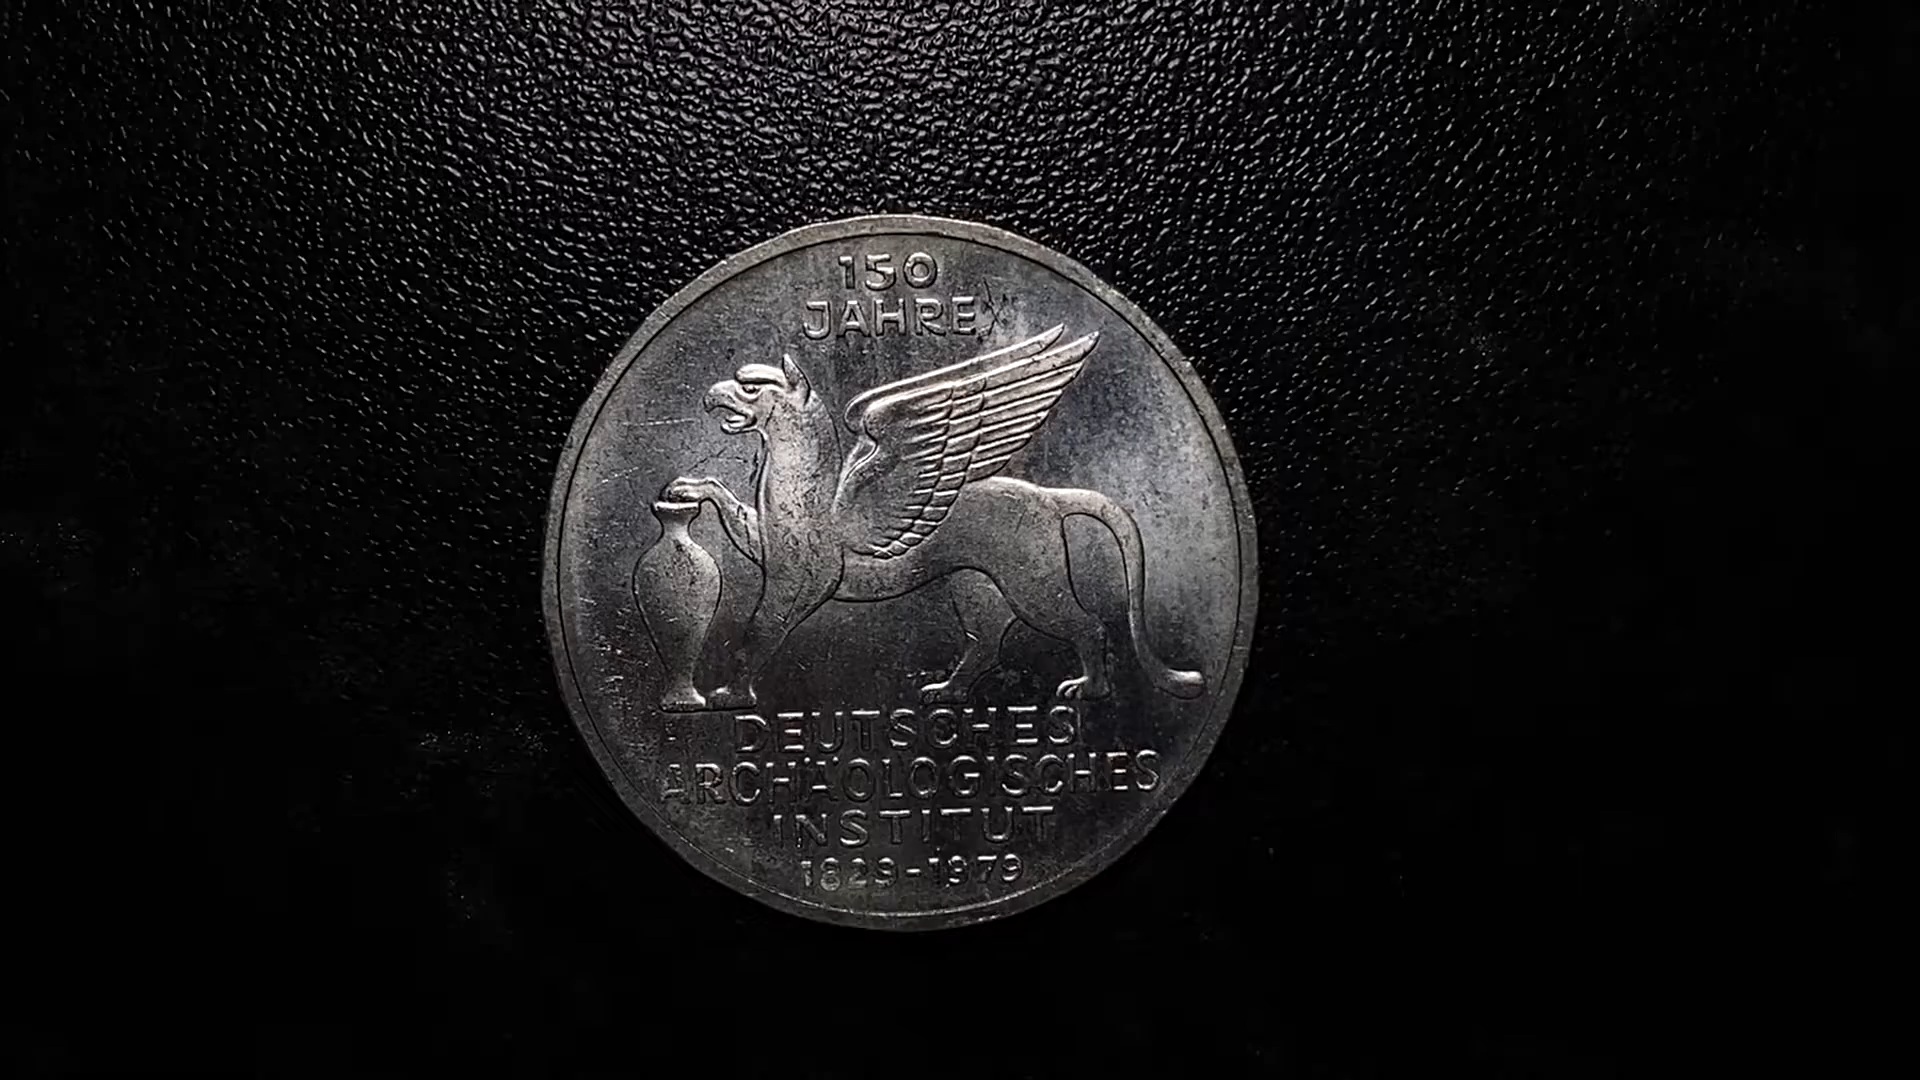 150
JAHRE
DEUTSCHES
ARCHÄOLOGISCHES
INSTITUT
1829-1979